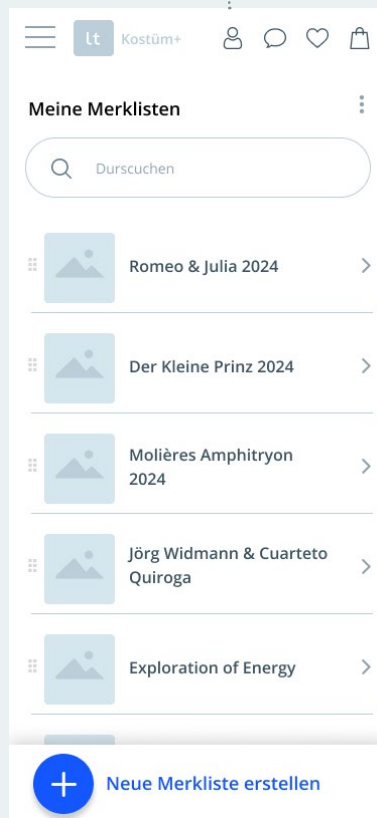 lt Kostüm+
Meine Merklisten
Durscuchen
Romeo & Julia 2024
Der Kleine Prinz 2024
Molières Amphitryon
2024
Jörg Widmann & Cuarteto
Quiroga
Exploration of Energy
Neue Merkliste erstellen